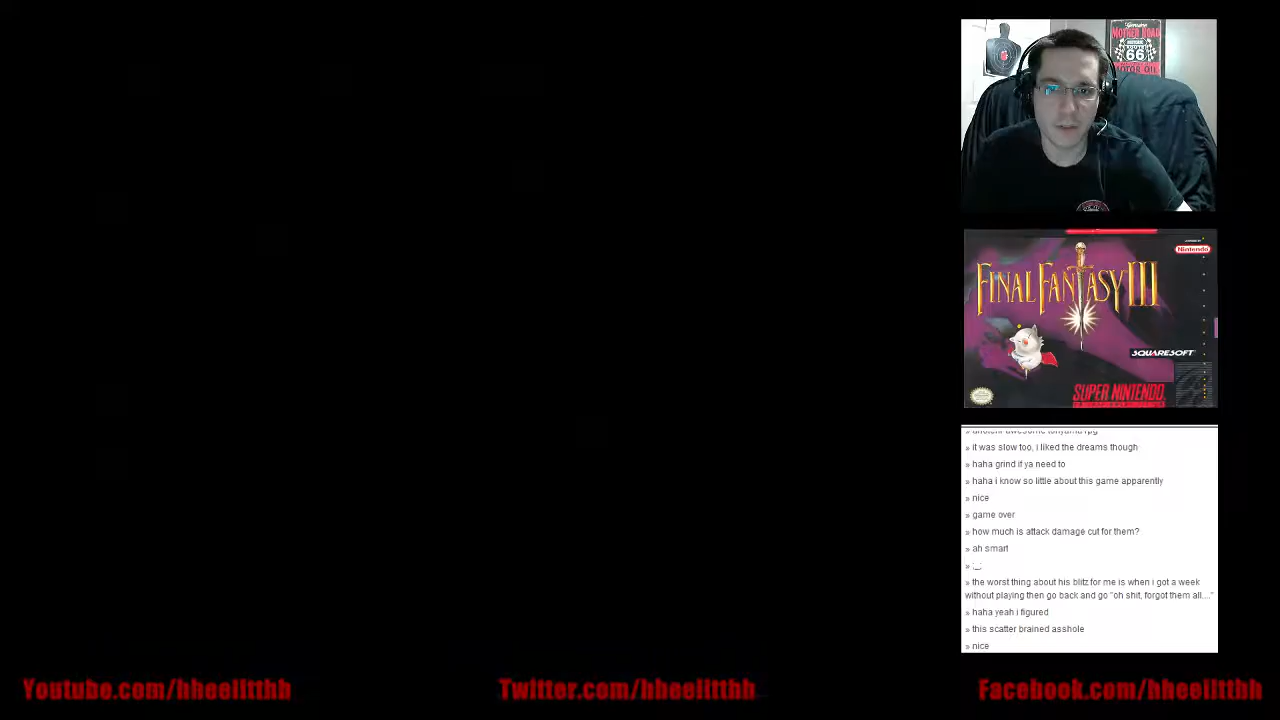 Genuine
MOTHER ROAD
ROUTE
66
MOTOR OIL
Nintendo
FINAL FANTASY III
SQUARESOFT
SUPER NINTENDO
» it was slow too, i liked the dreams though
» haha grind if ya need to
» haha i know so little about this game apparently
» nice
» game over
» how much is attack damage cut for them?
» ah smart
» ;_;
» the worst thing about his blitz for me is when i got a week
without playing then go back and go "oh shit, forgot them all...."
» haha yeah i figured
» this scatter brained asshole
» nice
Youtube.com/hheeiittthh
Twitter.com/hheeiittthh
Facebook.com/hheeiittthh